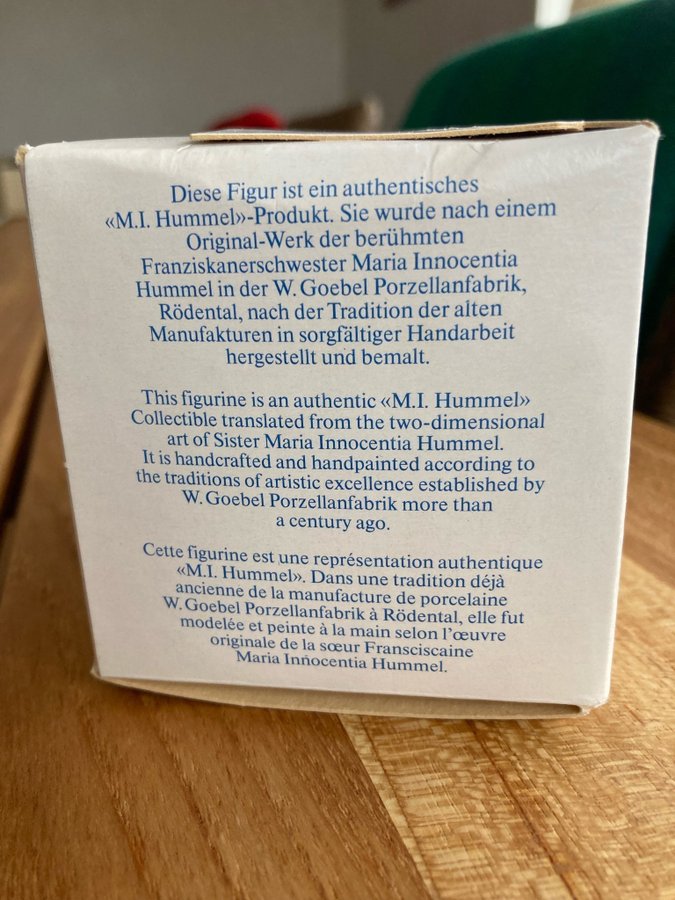 Diese Figur ist ein authentisches
«M.I. Hummel»-Produkt. Sie wurde nach einem
Original-Werk der berühmten
Franziskanerschwester Maria Innocentia
Hummel in der W. Goebel Porzellanfabrik,
Rödental, nach der Tradition der alten
Manufakturen in sorgfältiger Handarbeit
hergestellt und bemalt.
This figurine is an authentic «M.I. Hummel»
Collectible translated from the two-dimensional
art of Sister Maria Innocentia Hummel.
It is handcrafted and handpainted according to
the traditions of artistic excellence established by
W. Goebel Porzellanfabrik more than
a century ago.
Cette figurine est une représentation authentique
«M.I. Hummel». Dans une tradition déjà
ancienne de la manufacture de porcelaine
W. Goebel Porzellanfabrik à Rödental, elle fut
modelée et peinte à la main selon l'œuvre
originale de la sœur Fransciscaine
Maria Innocentia Hummel.